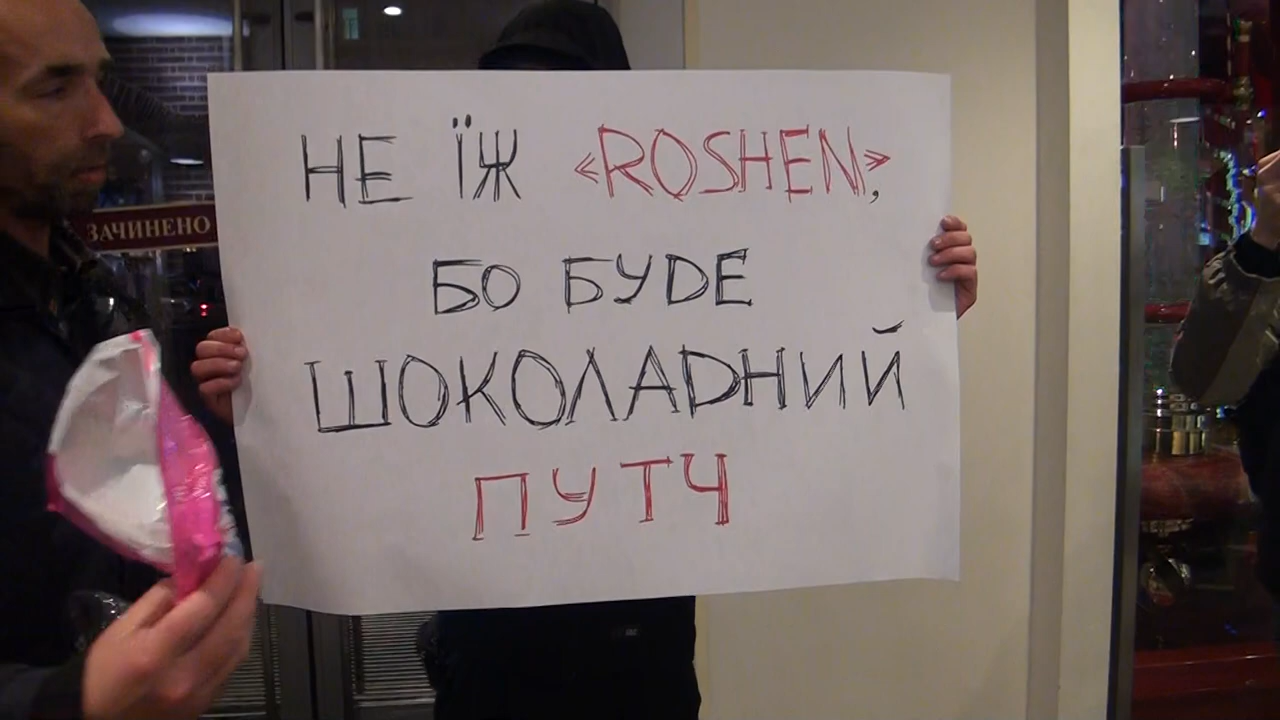 НЕ ЇЖ «ROSHEN»,
БО БУДЕ
ШОКОЛАДНИЙ
ПУТЧ
ЗАЧИНЕНО